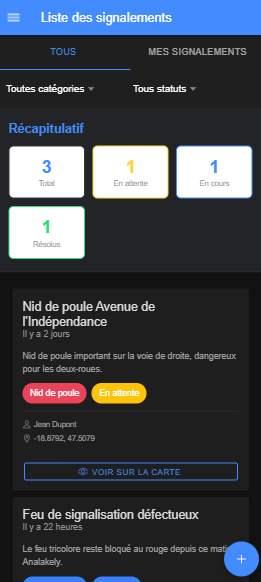 Liste des signalements
TOUS
MES SIGNALEMENTS
Toutes catégories
Tous statuts
Récapitulatif
3
Total
1
En attente
1
En cours
1
Résolus
Nid de poule Avenue de
l'Indépendance
Il y a 2 jours
Nid de poule important sur la voie de droite, dangereux
pour les deux-roues.
Nid de poule
En attente
Jean Dupont
-18.8792, 47.5079
VOIR SUR LA CARTE
Feu de signalisation défectueux
Il y a 22 heures
Le feu tricolore reste bloqué au rouge depuis ce
Analakely.